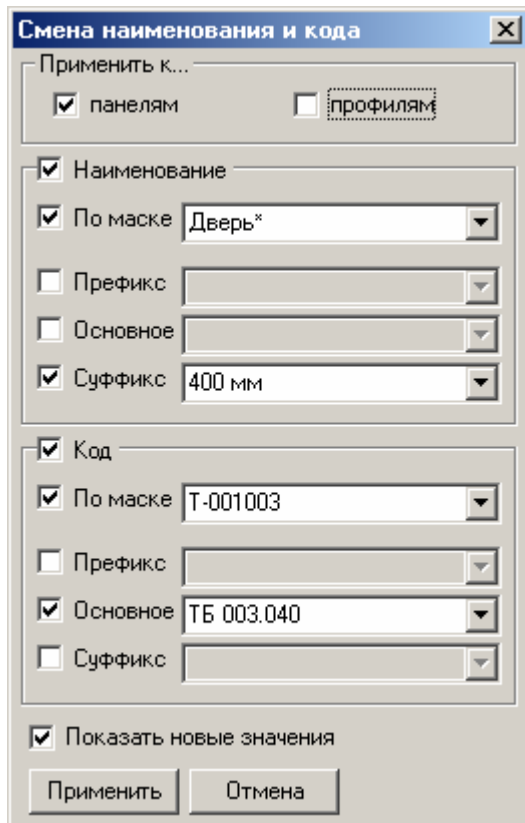 Смена наименования и кода
Применить к...
панелям профилям
Наименование
По маске Дверь*
Префикс
Основное
Суффикс 400 мм
Код
По маске Т-001003
Префикс
Основное ТБ 003.040
Суффикс
Показать новые значения
Применить Отмена